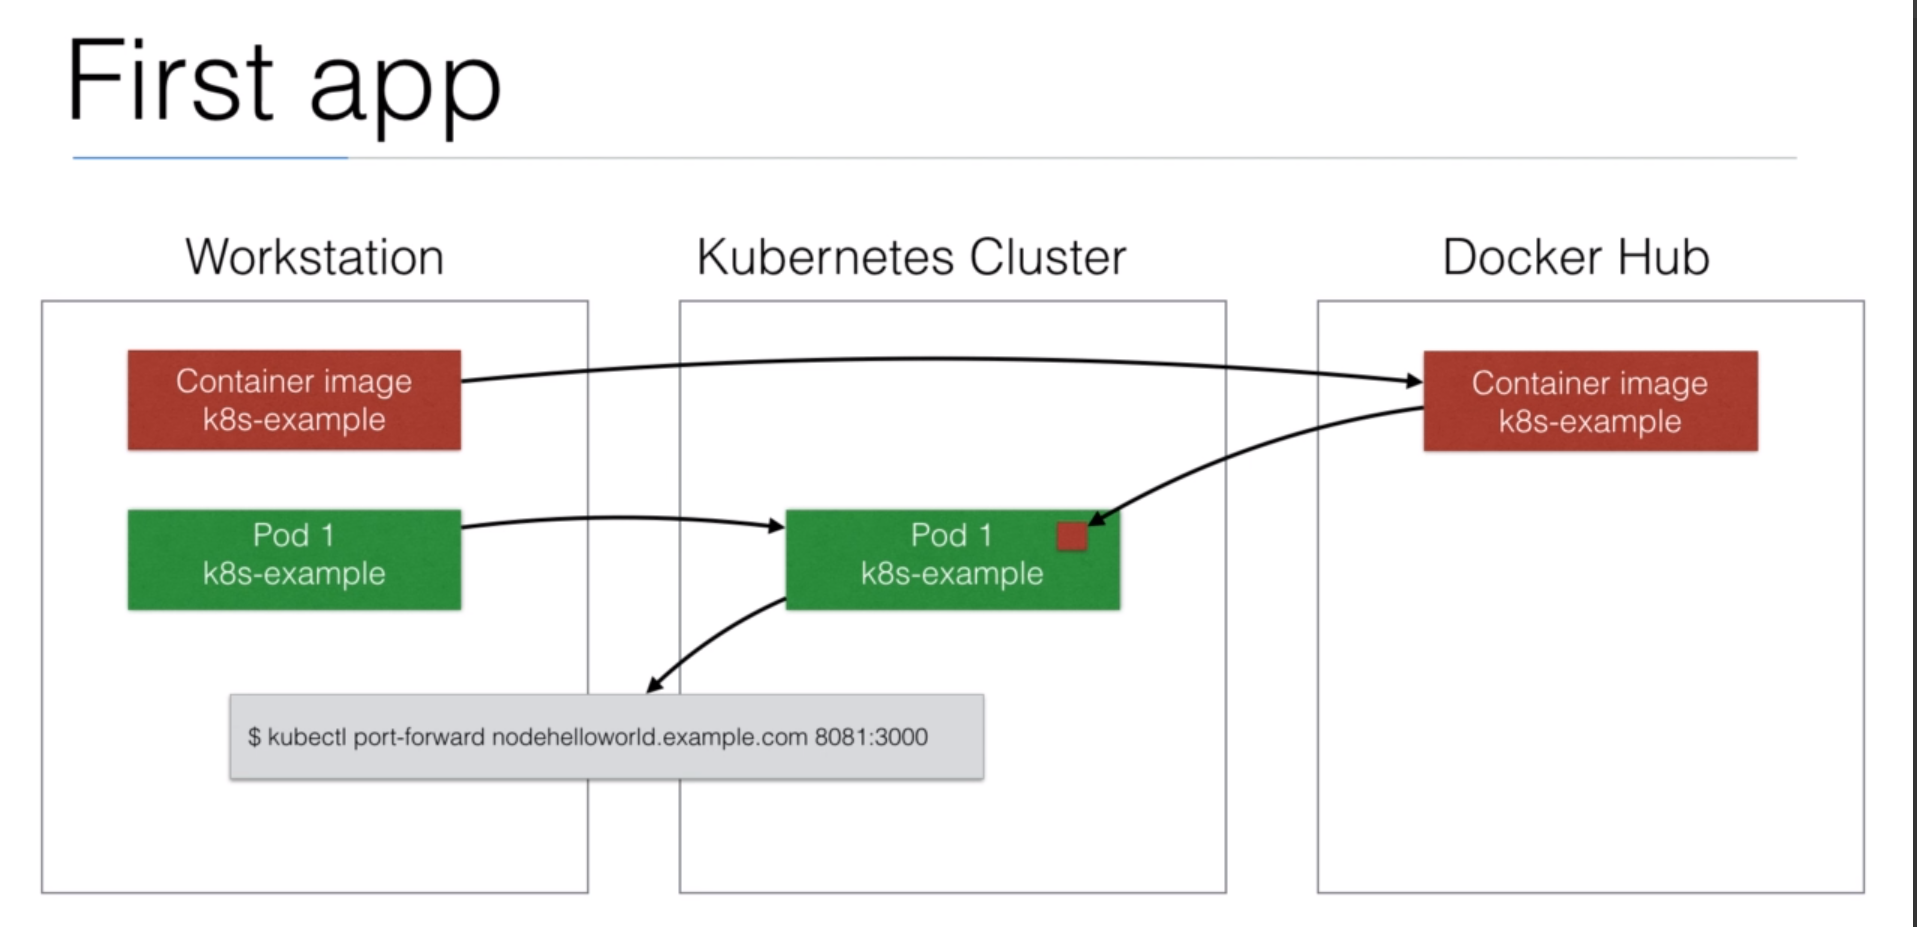 First app
Workstation
Kubernetes Cluster
Docker Hub
Container image
k8s-example
Container image
k8s-example
Pod 1
k8s-example
Pod 1
k8s-example
$ kubectl port-forward nodehelloworld.example.com 8081:3000